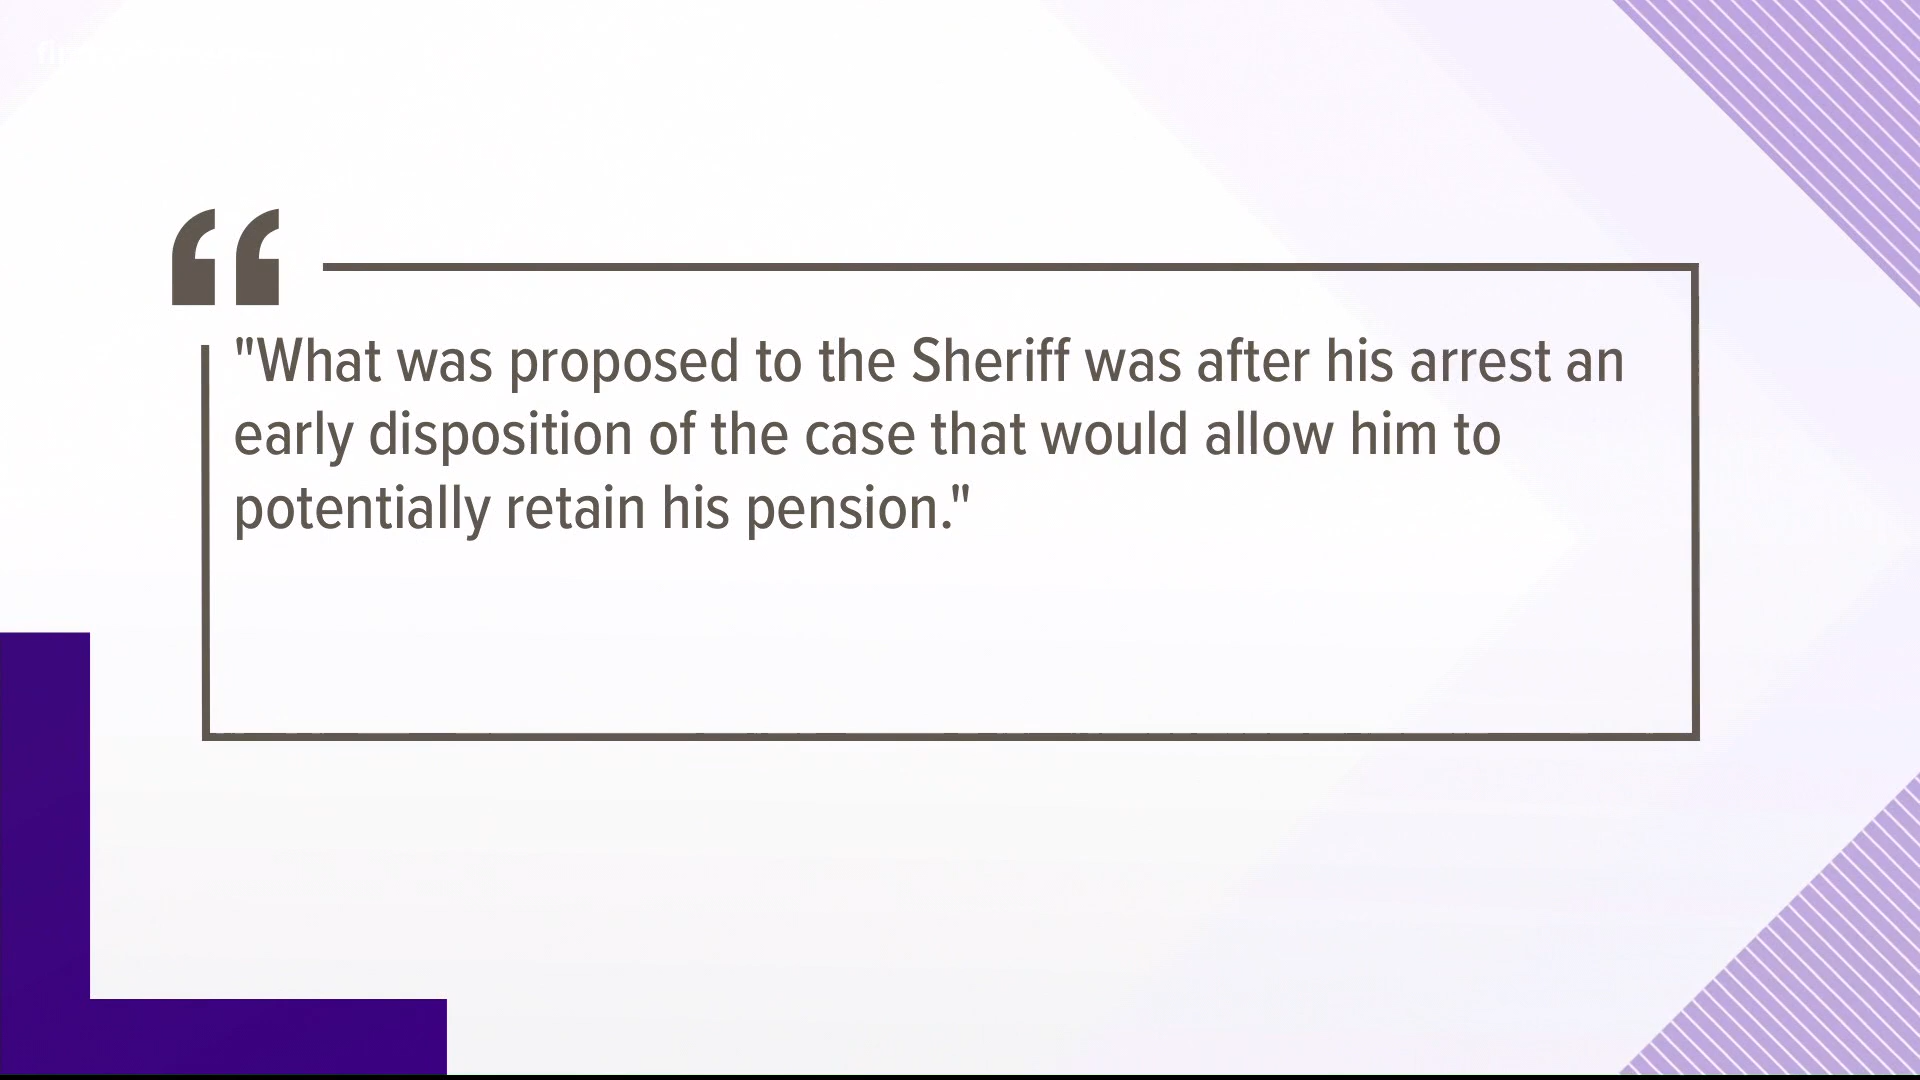 "What was proposed to the Sheriff was after his arrest an
early disposition of the case that would allow him to
potentially retain his pension."